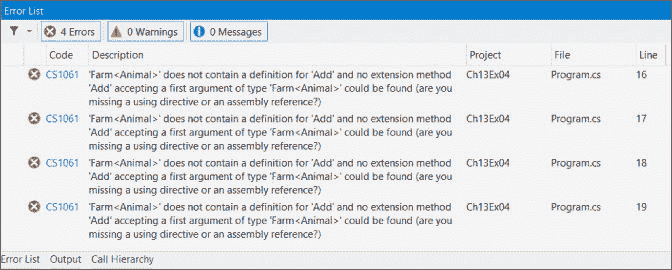 Error List
4 Errors 0 Warnings 0 Messages
Code Description Project File Line
CS1061 'Farm<Animal>' does not contain a definition for 'Add' and no extension method Ch13Ex04 Program.cs 16
'Add' accepting a first argument of type 'Farm<Animal>' could be found (are you
missing a using directive or an assembly reference?)
CS1061 'Farm<Animal>' does not contain a definition for 'Add' and no extension method Ch13Ex04 Program.cs 17
'Add' accepting a first argument of type 'Farm<Animal>' could be found (are you
missing a using directive or an assembly reference?)
CS1061 'Farm<Animal>' does not contain a definition for 'Add' and no extension method Ch13Ex04 Program.cs 18
'Add' accepting a first argument of type 'Farm<Animal>' could be found (are you
missing a using directive or an assembly reference?)
CS1061 'Farm<Animal>' does not contain a definition for 'Add' and no extension method Ch13Ex04 Program.cs 19
'Add' accepting a first argument of type 'Farm<Animal>' could be found (are you
missing a using directive or an assembly reference?)
Error List Output Call Hierarchy